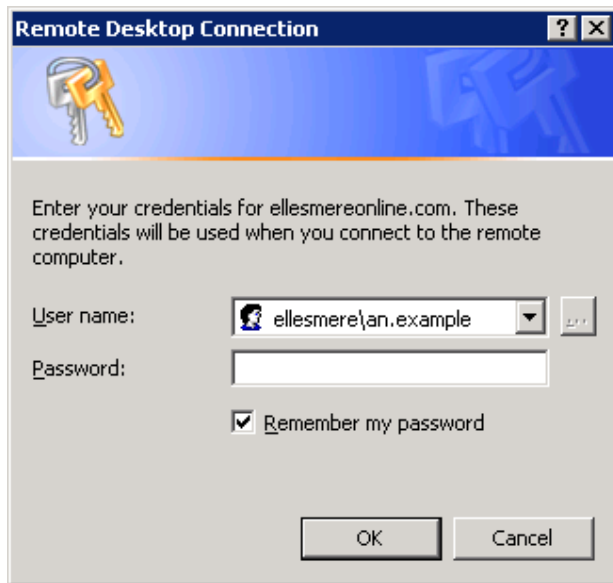 Remote Desktop Connection
Enter your credentials for ellesmereonline.com. These
credentials will be used when you connect to the remote
computer.
User name: ellesmere\an.example ...
Password:
Remember my password
OK Cancel